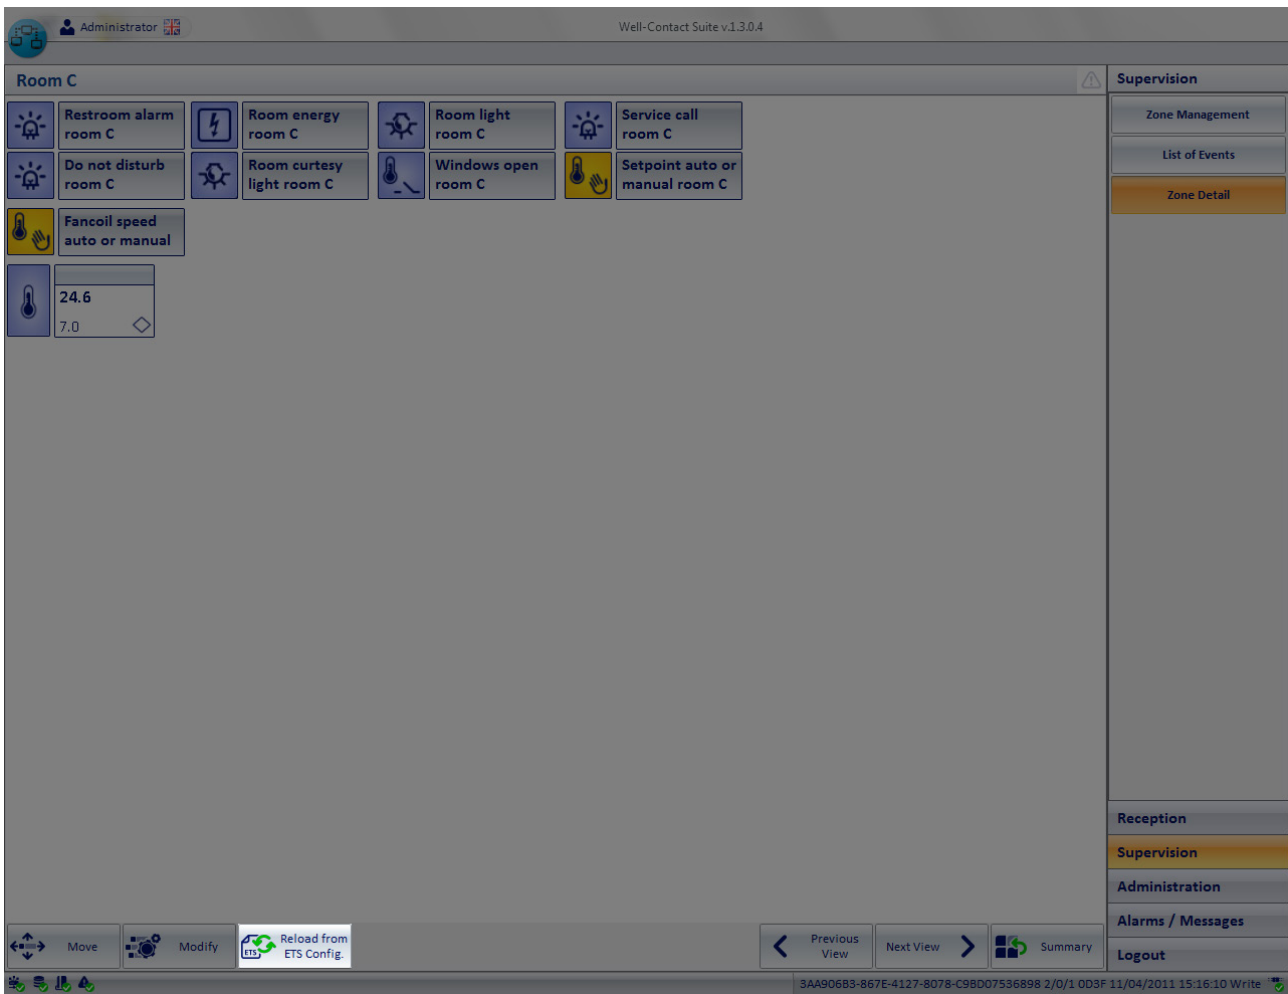 Administrator
Well-Contact Suite v.1.3.0.4
Room C
Restroom alarm
room C
Room energy
room C
Room light
room C
Service call
room C
Do not disturb
room C
Room curtesy
light room C
Windows open
room C
Setpoint auto or
manual room C
Fancoil speed
auto or manual
24.6
7.0
Supervision
Zone Management
List of Events
Zone Detail
Reception
Supervision
Administration
Alarms / Messages
Logout
Move
Modify
ETS
Reload from
ETS Config.
Previous
View
Next View
Summary
3AA906B3-867E-4127-8078-C98D07536898 2/0/1 0D3F 11/04/2011 15:16:10 Write